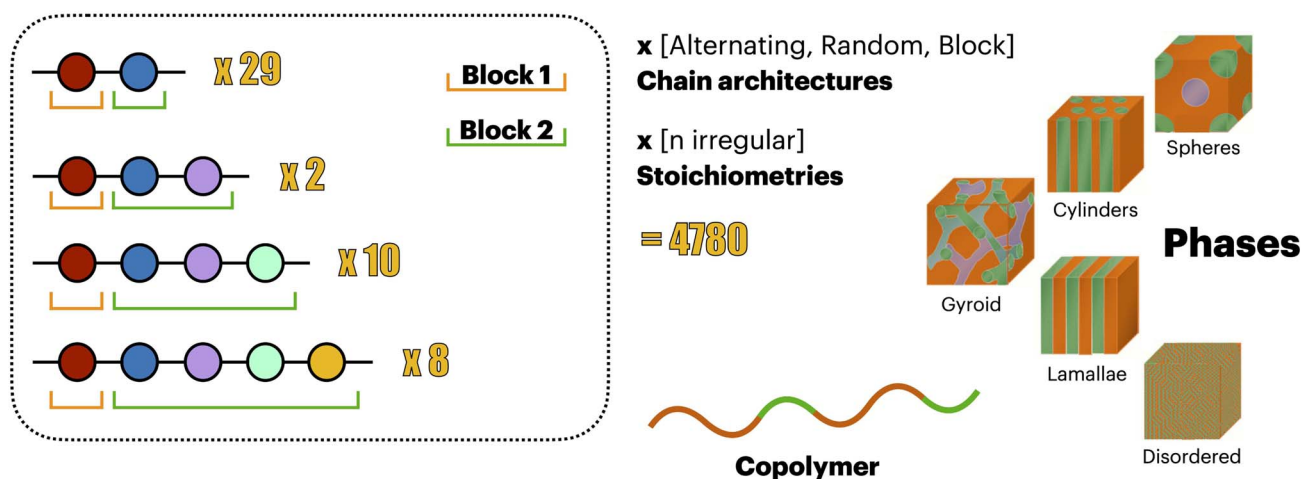 x 29
Block 1
Block 2
x 2
x 10
x 8
x [Alternating, Random, Block]
Chain architectures
x [n irregular]
Stoichiometries
= 4780
Copolymer
Spheres
Cylinders
Phases
Gyroid
Lamallae
Disordered